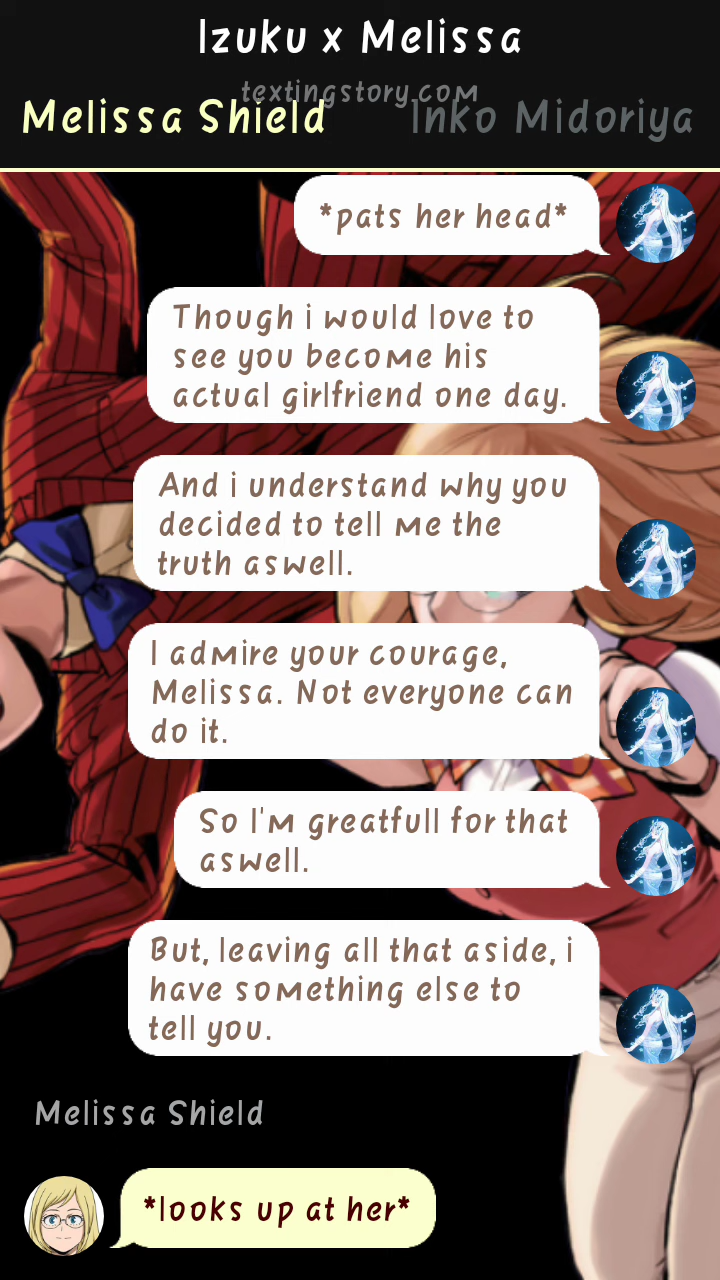 Izuku x Melissa
textingstory.com
Melissa Shield
Inko Midoriya
*pats her head*
Though i would love to
see you become his
actual girlfriend one day.
And i understand why you
decided to tell me the
truth aswell.
I admire your courage,
Melissa. Not everyone can
do it.
So I'm greatfull for that
aswell.
But, leaving all that aside, i
have something else to
tell you.
Melissa Shield
*looks up at her*